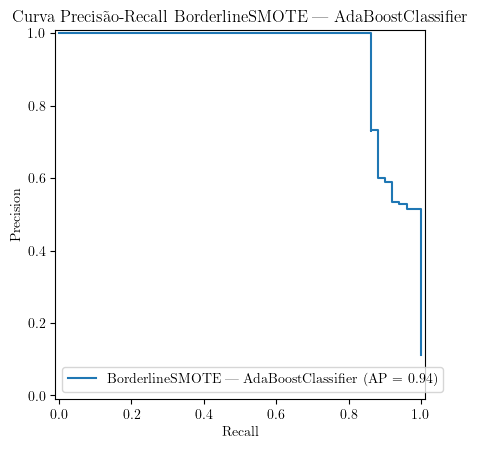 Curva Precisão-Recall BorderlineSMOTE — AdaBoostClassifier
1.0
0.8
0.6
0.4
0.2
0.0
Precision
BorderlineSMOTE — AdaBoostClassifier (AP = 0.94)
0.0 0.2 0.4 0.6 0.8 1.0
Recall